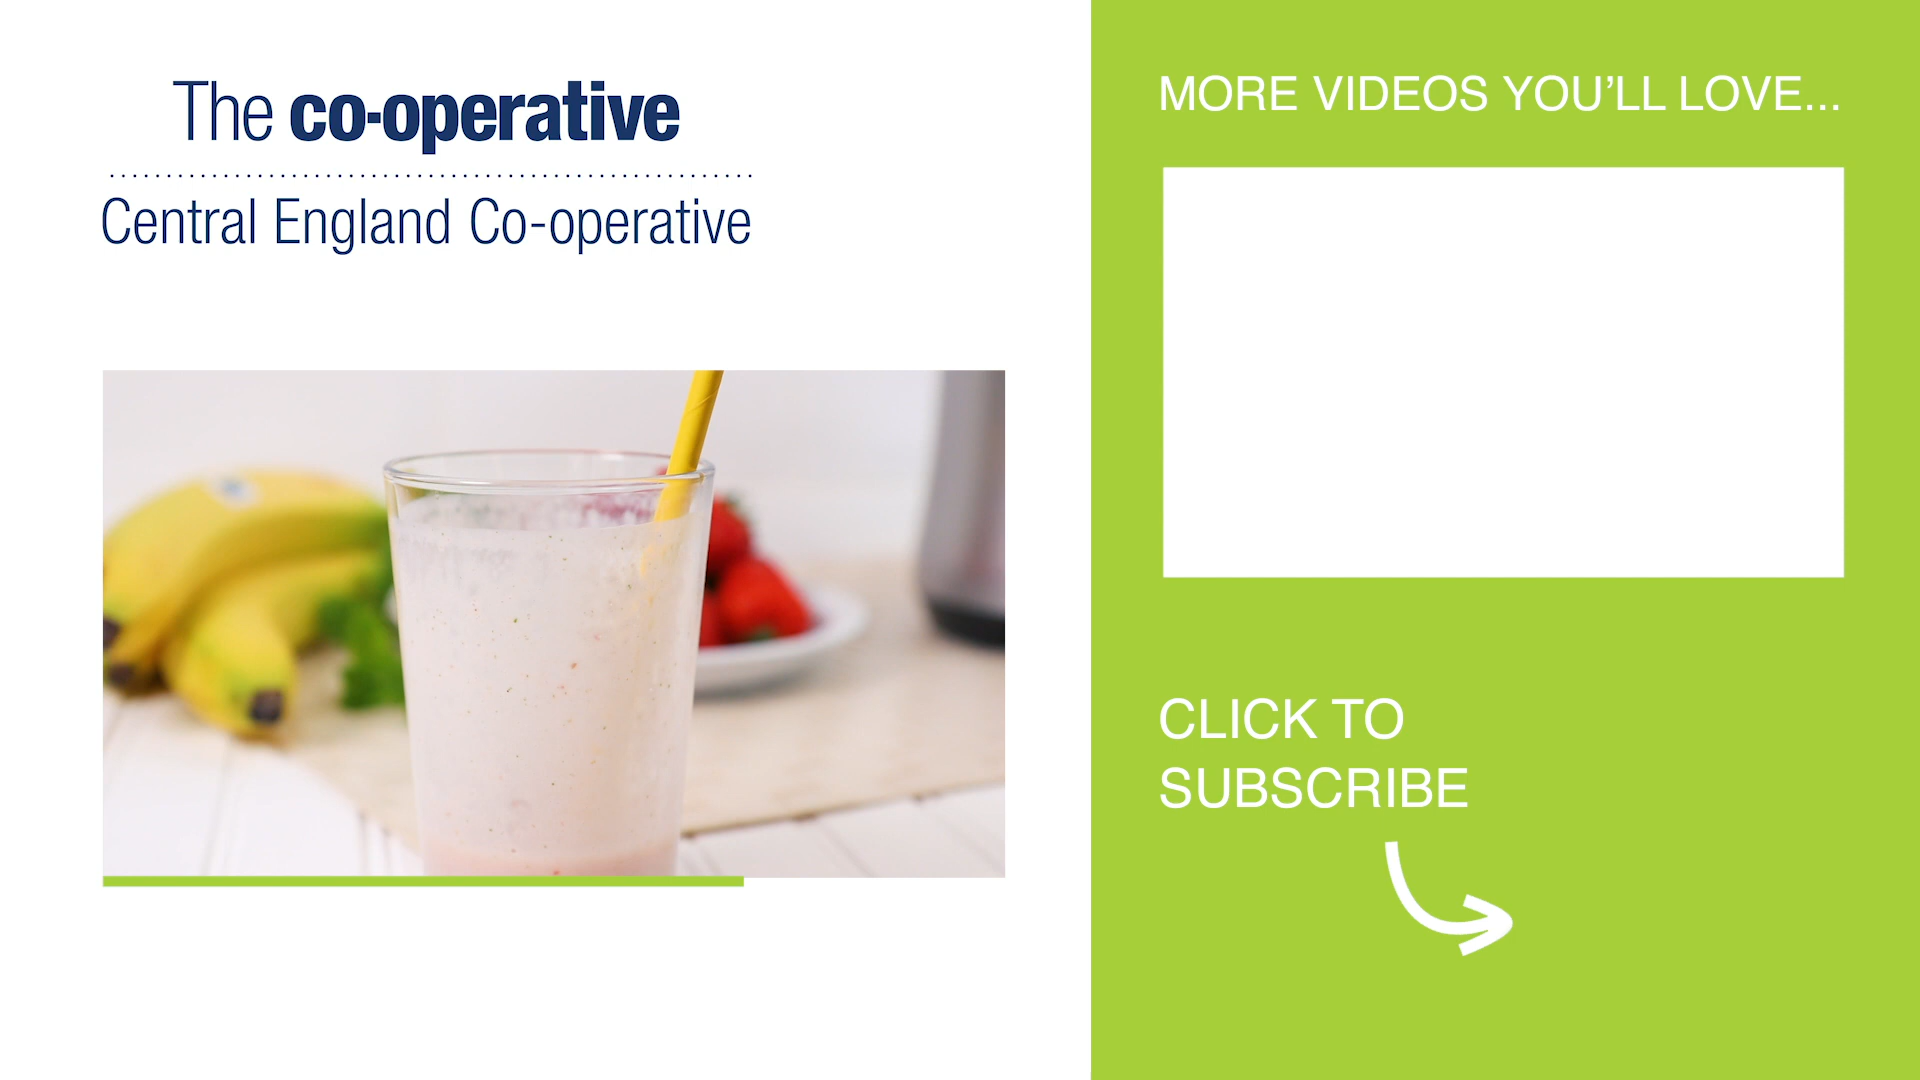 The co-operative
Central England Co-operative
MORE VIDEOS YOU’LL LOVE...
CLICK TO
SUBSCRIBE